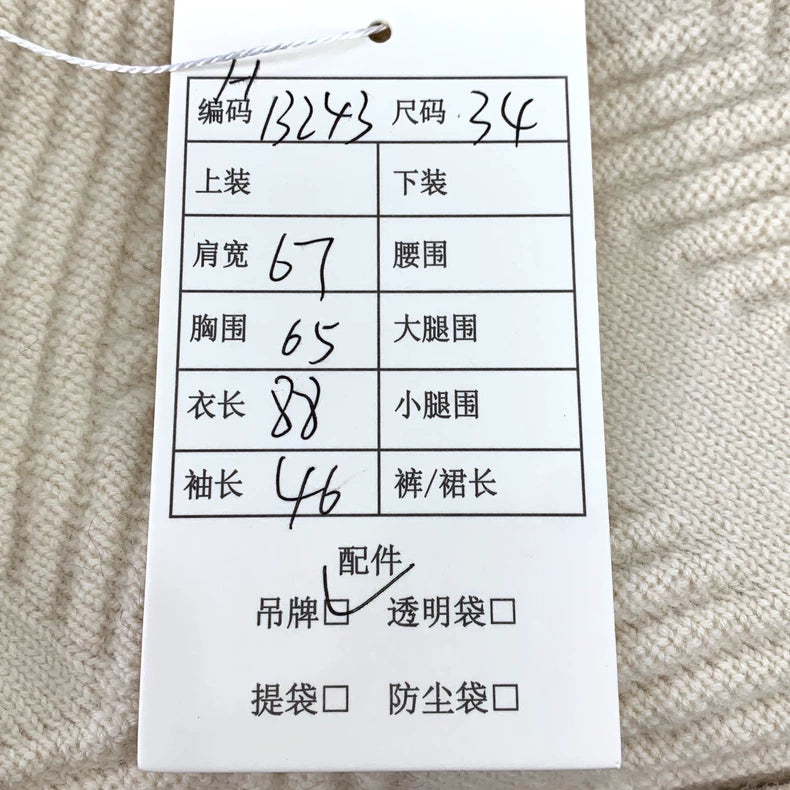 H
编码 13243 尺码 34
上装 下装
肩宽 67 腰围
胸围 65 大腿围
衣长 88 小腿围
袖长 46 裤/裙长
配件
吊牌☑ 透明袋□
提袋□ 防尘袋□